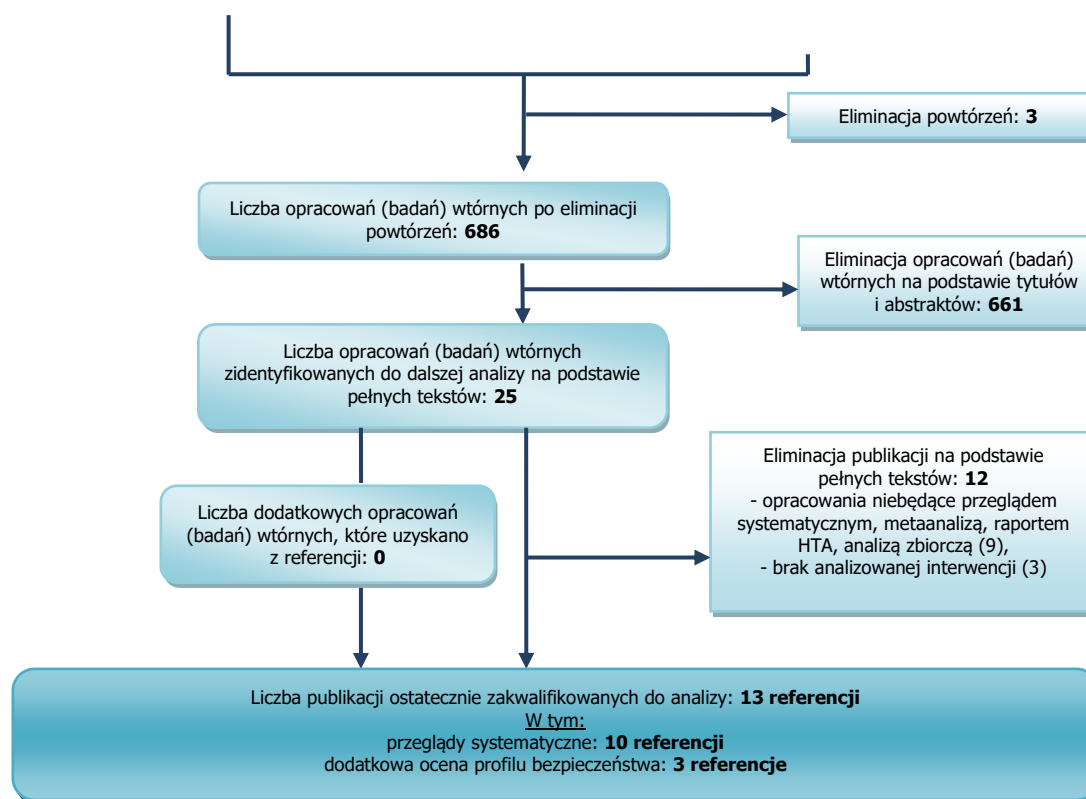 Eliminacja powtórzeń: 3
Liczba opracowań (badań) wtórnych po eliminacji
powtórzeń: 686
Eliminacja opracowań (badań)
wtórnych na podstawie tytułów
i abstraktów: 661
Liczba opracowań (badań) wtórnych
zidentyfikowanych do dalszej analizy na podstawie
pełnych tekstów: 25
Eliminacja publikacji na podstawie
pełnych tekstów: 12
- opracowania niebędące przeglądem
systematycznym, metaanalizą, raportem
HTA, analizą zbiorczą (9),
- brak analizowanej interwencji (3)
Liczba dodatkowych opracowań
(badań) wtórnych, które uzyskano
z referencji: 0
Liczba publikacji ostatecznie zakwalifikowanych do analizy: 13 referencji
W tym:
przeglądy systematyczne: 10 referencji
dodatkowa ocena profilu bezpieczeństwa: 3 referencje